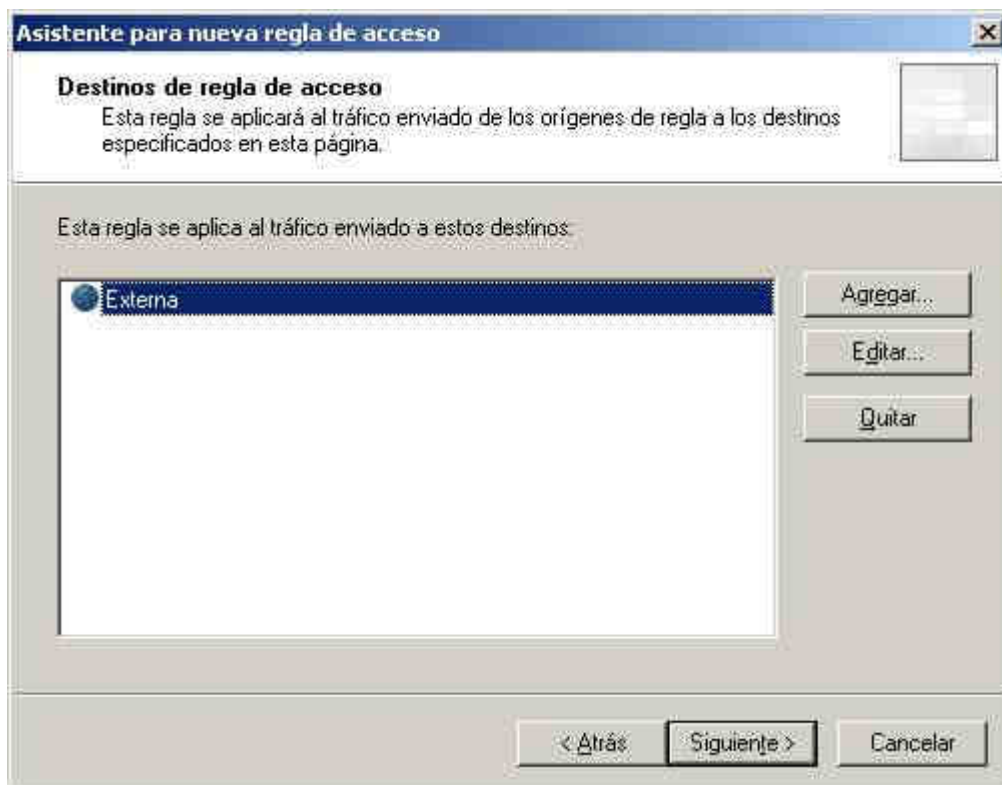 Asistente para nueva regla de acceso
Destinos de regla de acceso
Esta regla se aplicará al tráfico enviado de los orígenes de regla a los destinos
especificados en esta página.
Esta regla se aplica al tráfico enviado a estos destinos:
Externa
Agregar...
Editar...
Quitar
< Atrás
Siguiente >
Cancelar